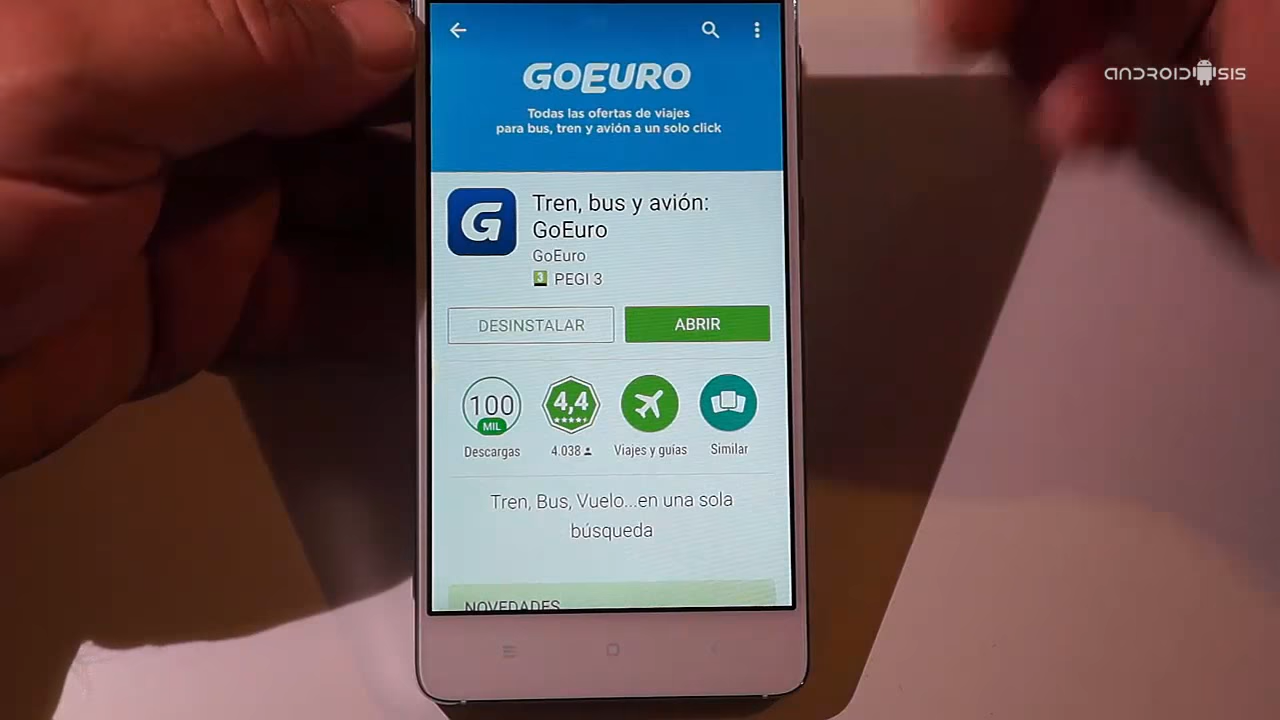 GOEURO
Todas las ofertas de viajes
para bus, tren y avión a un solo click
ANDROIDSIS
G
Tren, bus y avión:
GoEuro
GoEuro
3 PEGI 3
DESINSTALAR
ABRIR
100
MIL
4,4
Descargas
4.038
Viajes y guías
Similar
Tren, Bus, Vuelo...en una sola
búsqueda
NOVEDADES